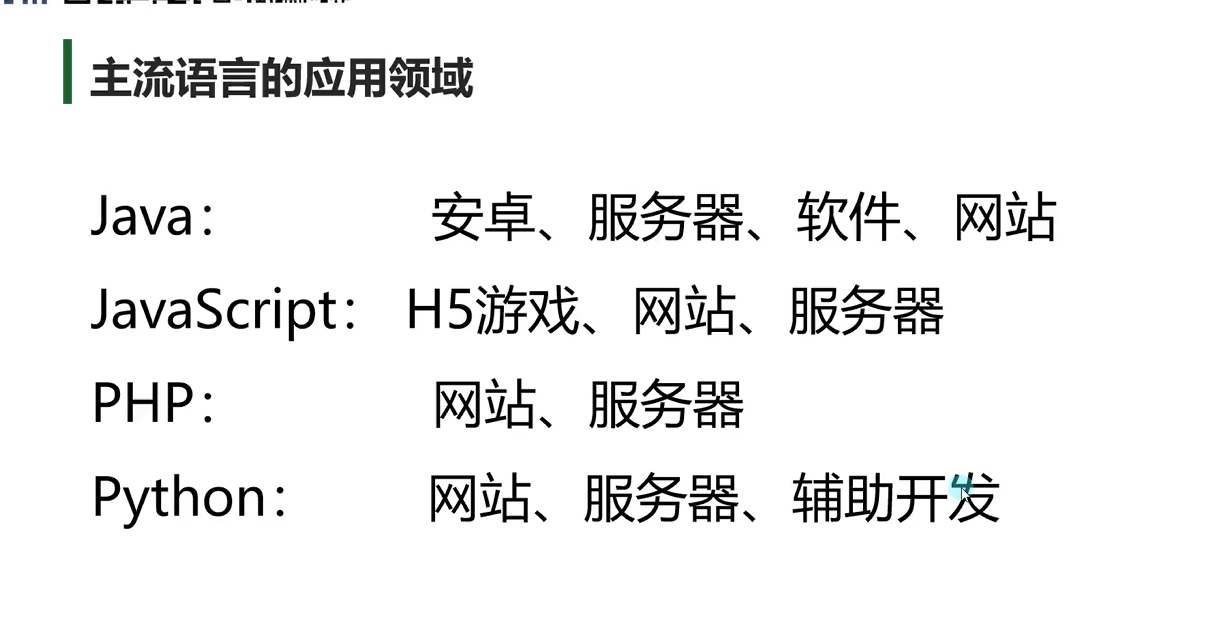 主流语言的应用领域
Java： 安卓、服务器、软件、网站
JavaScript： H5游戏、网站、服务器
PHP： 网站、服务器
Python： 网站、服务器、辅助开发